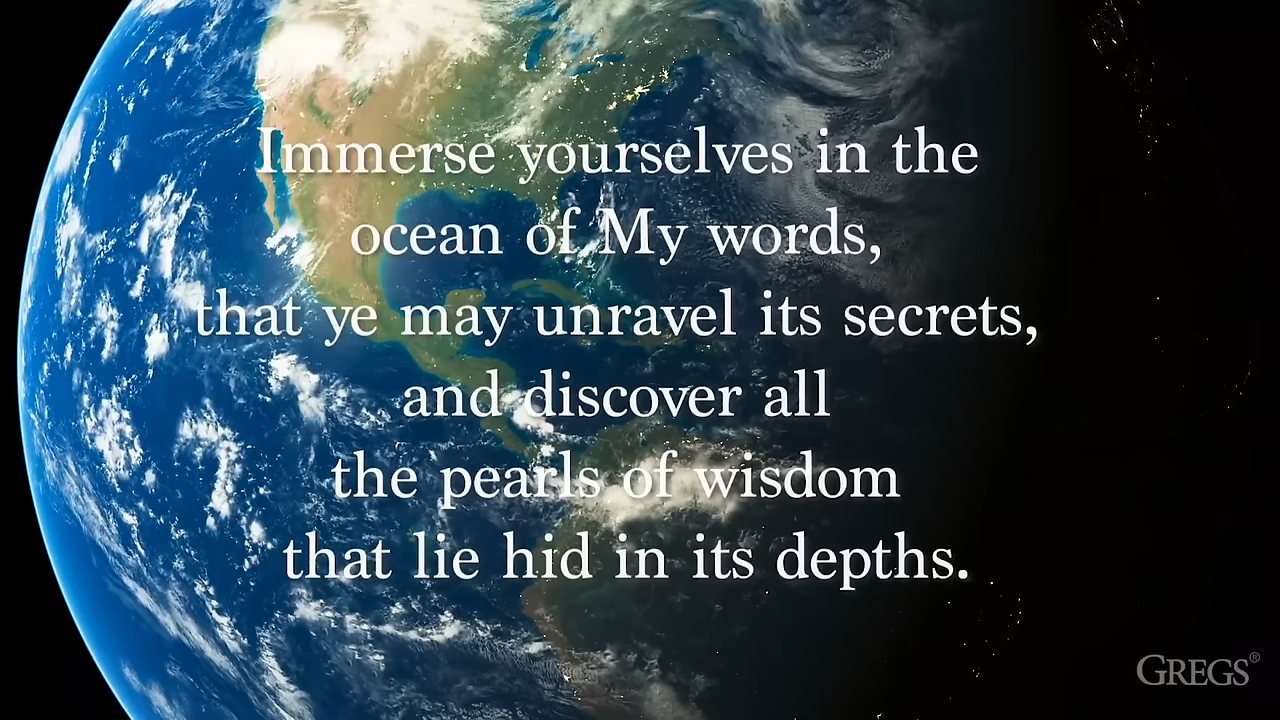 Immerse yourselves in the
ocean of My words,
that ye may unravel its secrets,
and discover all
the pearls of wisdom
that lie hid in its depths.
GREGS®